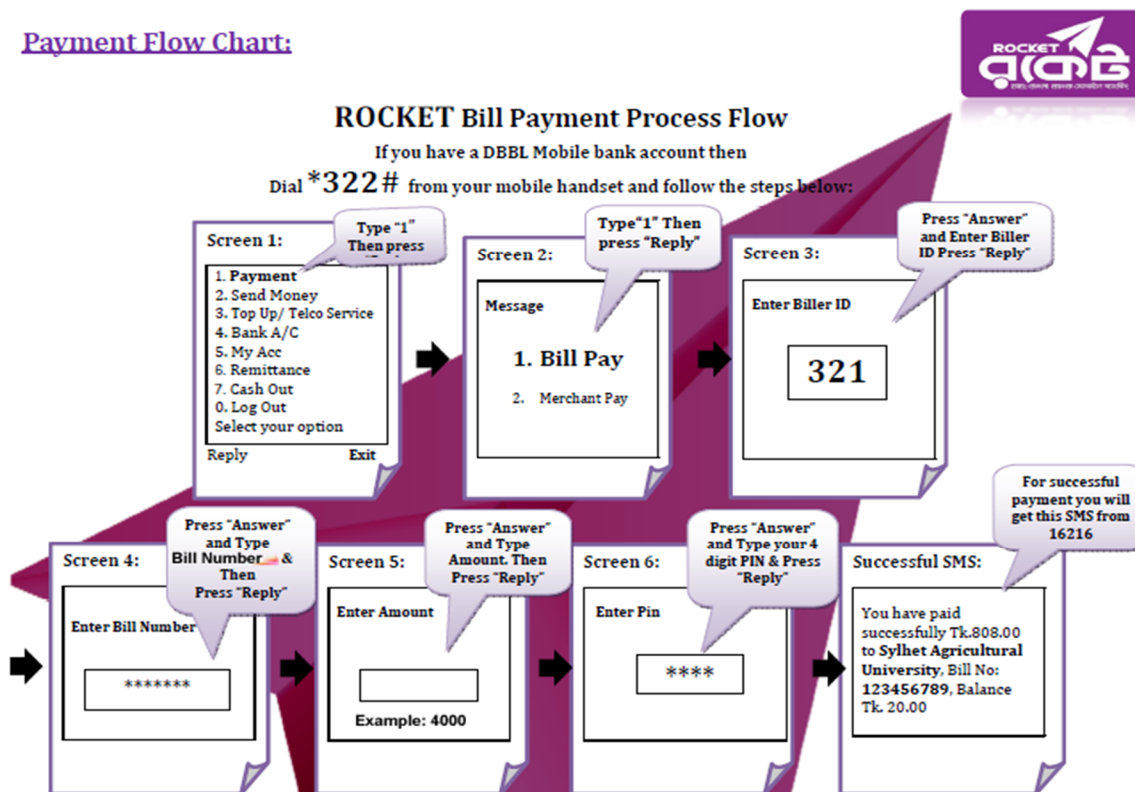 Payment Flow Chart:
ROCKET
রকেট
ROCKET Bill Payment Process Flow
If you have a DBBL Mobile bank account then
Dial *322# from your mobile handset and follow the steps below:
Screen 1:
Type “1”
Then press
1. Payment
2. Send Money
3. Top Up/ Telco Service
4. Bank A/C
5. My Acc
6. Remittance
7. Cash Out
0. Log Out
Select your option
Reply Exit
Screen 2:
Type“1” Then
press “Reply”
Message
1. Bill Pay
2. Merchant Pay
Screen 3:
Press “Answer”
and Enter Biller
ID Press “Reply”
Enter Biller ID
321
Screen 4:
Press “Answer”
and Type
Bill Number &
Then
Press “Reply”
Enter Bill Number
*******
Screen 5:
Press “Answer”
and Type
Amount. Then
Press “Reply”
Enter Amount
Example: 4000
Screen 6:
Press “Answer”
and Type your 4
digit PIN & Press
“Reply”
Enter Pin
****
Successful SMS:
For successful
payment you will
get this SMS from
16216
You have paid
successfully Tk.808.00
to Sylhet Agricultural
University, Bill No:
123456789, Balance
Tk. 20.00